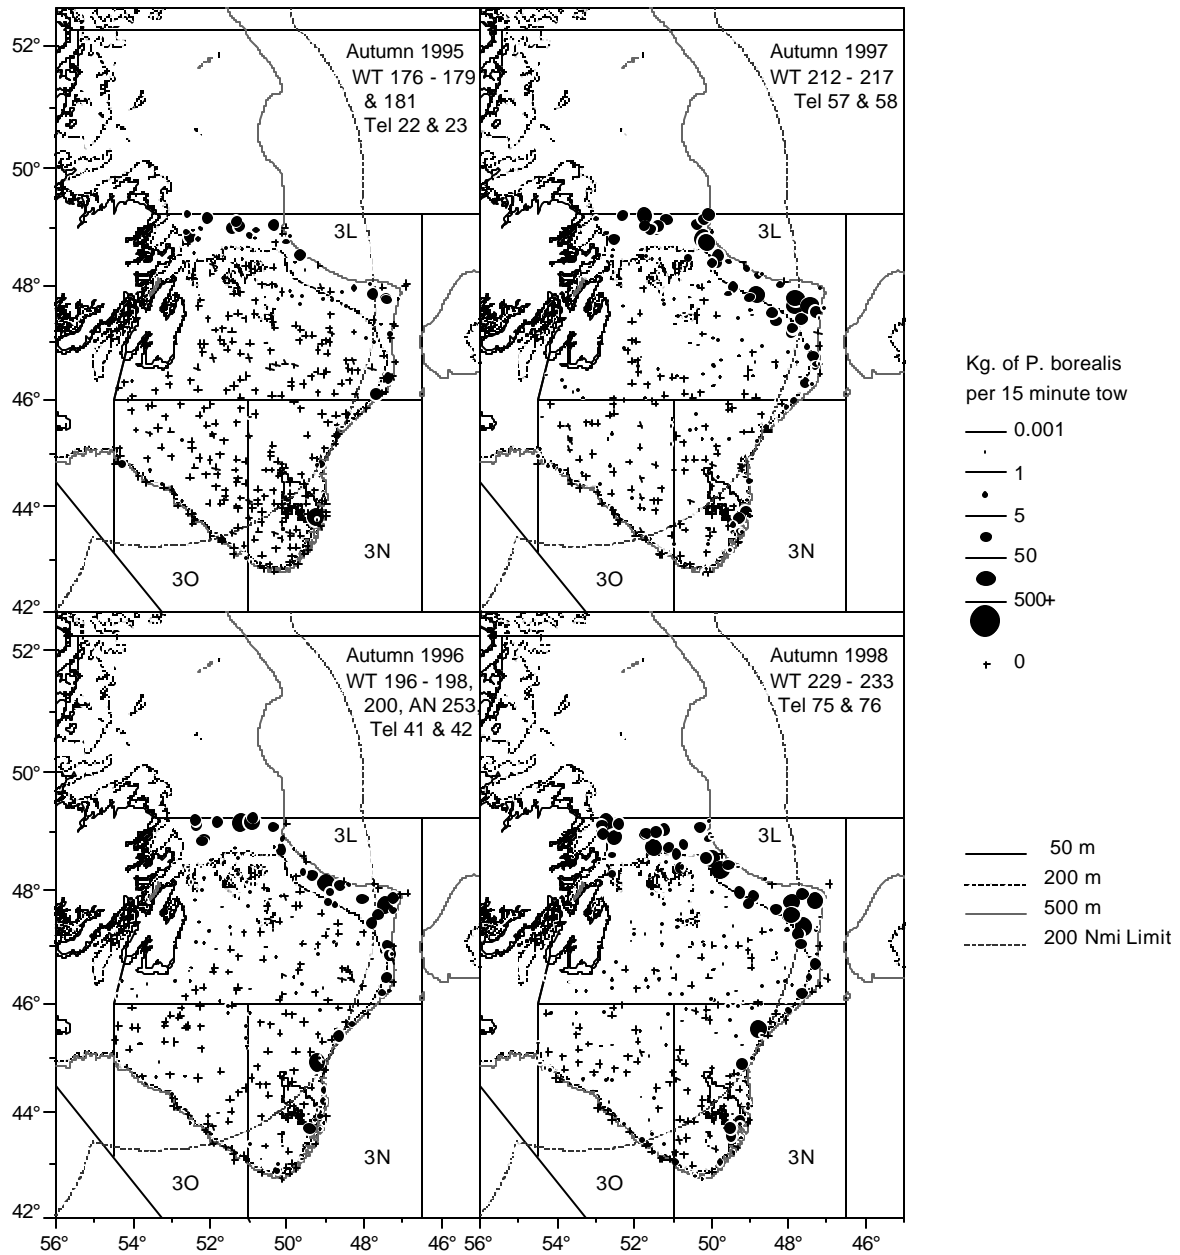 52°
50°
48°
46°
44°
42°
Autumn 1995
WT 176 - 179
& 181
Tel 22 & 23
3L
3N
3O
Autumn 1997
WT 212 - 217
Tel 57 & 58
3L
3N
3O
Kg. of P. borealis
per 15 minute tow
0.001
1
5
50
500+
0
52°
50°
48°
46°
44°
42°
Autumn 1996
WT 196 - 198,
200, AN 253
Tel 41 & 42
3L
3N
3O
Autumn 1998
WT 229 - 233
Tel 75 & 76
3L
3N
3O
50 m
200 m
500 m
200 Nmi Limit
56° 54° 52° 50° 48° 46° 56° 54° 52° 50° 48° 46°